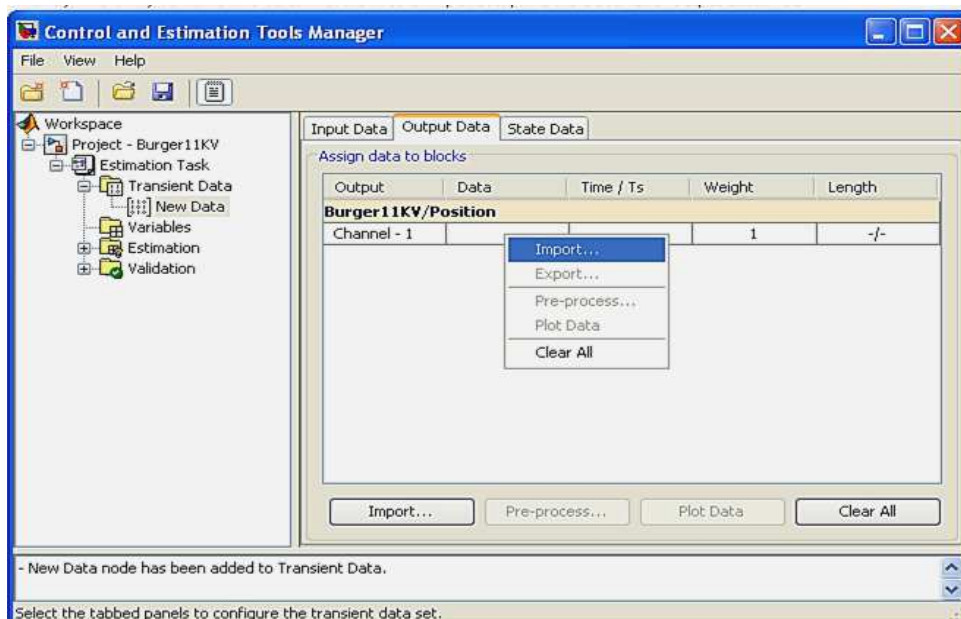 Control and Estimation Tools Manager
File View Help
Workspace
Project - Burger11KV
Estimation Task
Transient Data
New Data
Variables
Estimation
Validation
Input Data Output Data State Data
Assign data to blocks
Output Data Time / Ts Weight Length
Burger11KV/Position
Channel - 1 1 -/-
Import...
Export...
Pre-process...
Plot Data
Clear All
Import... Pre-process... Plot Data Clear All
- New Data node has been added to Transient Data.
Select the tabbed panels to configure the transient data set.